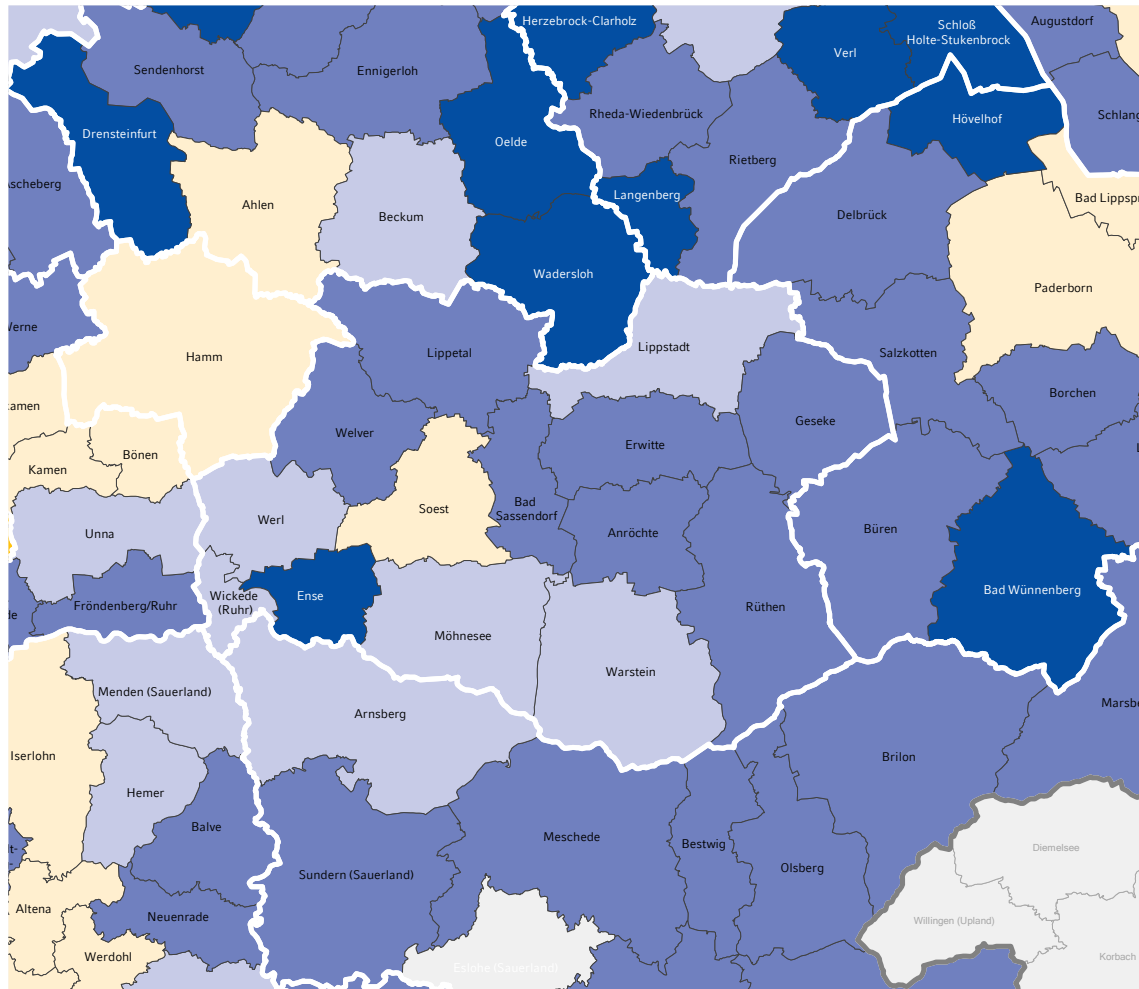 Herzebrock-Clarholz
Schloß
Holte-Stukenbrock
Augustdorf
Verl
Sendenhorst
Ennigerloh
Rheda-Wiedenbrück
Hövelhof
Schlang
Drensteinfurt
Oelde
Rietberg
Ascheberg
Ahlen
Beckum
Langenberg
Delbrück
Bad Lippspr
Wadersloh
Paderborn
Werne
Hamm
Lippetal
Lippstadt
Salzkotten
Borchen
kamen
Geseke
Welver
Erwitte
Kamen
Bönen
Soest
Bad
Sassendorf
Werl
Unna
Anröchte
Büren
Bad Wünnenberg
Wickede
(Ruhr)
Ense
Fröndenberg/Ruhr
de
Rüthen
Möhnesee
Warstein
Menden (Sauerland)
Arnsberg
Marsbe
Iserlohn
Brilon
Hemer
Balve
Meschede
Bestwig
lt-
Diemelsee
Olsberg
Sundern (Sauerland)
Altena
Neuenrade
Willingen (Upland)
Werdohl
Eslohe (Sauerland)
Korbach